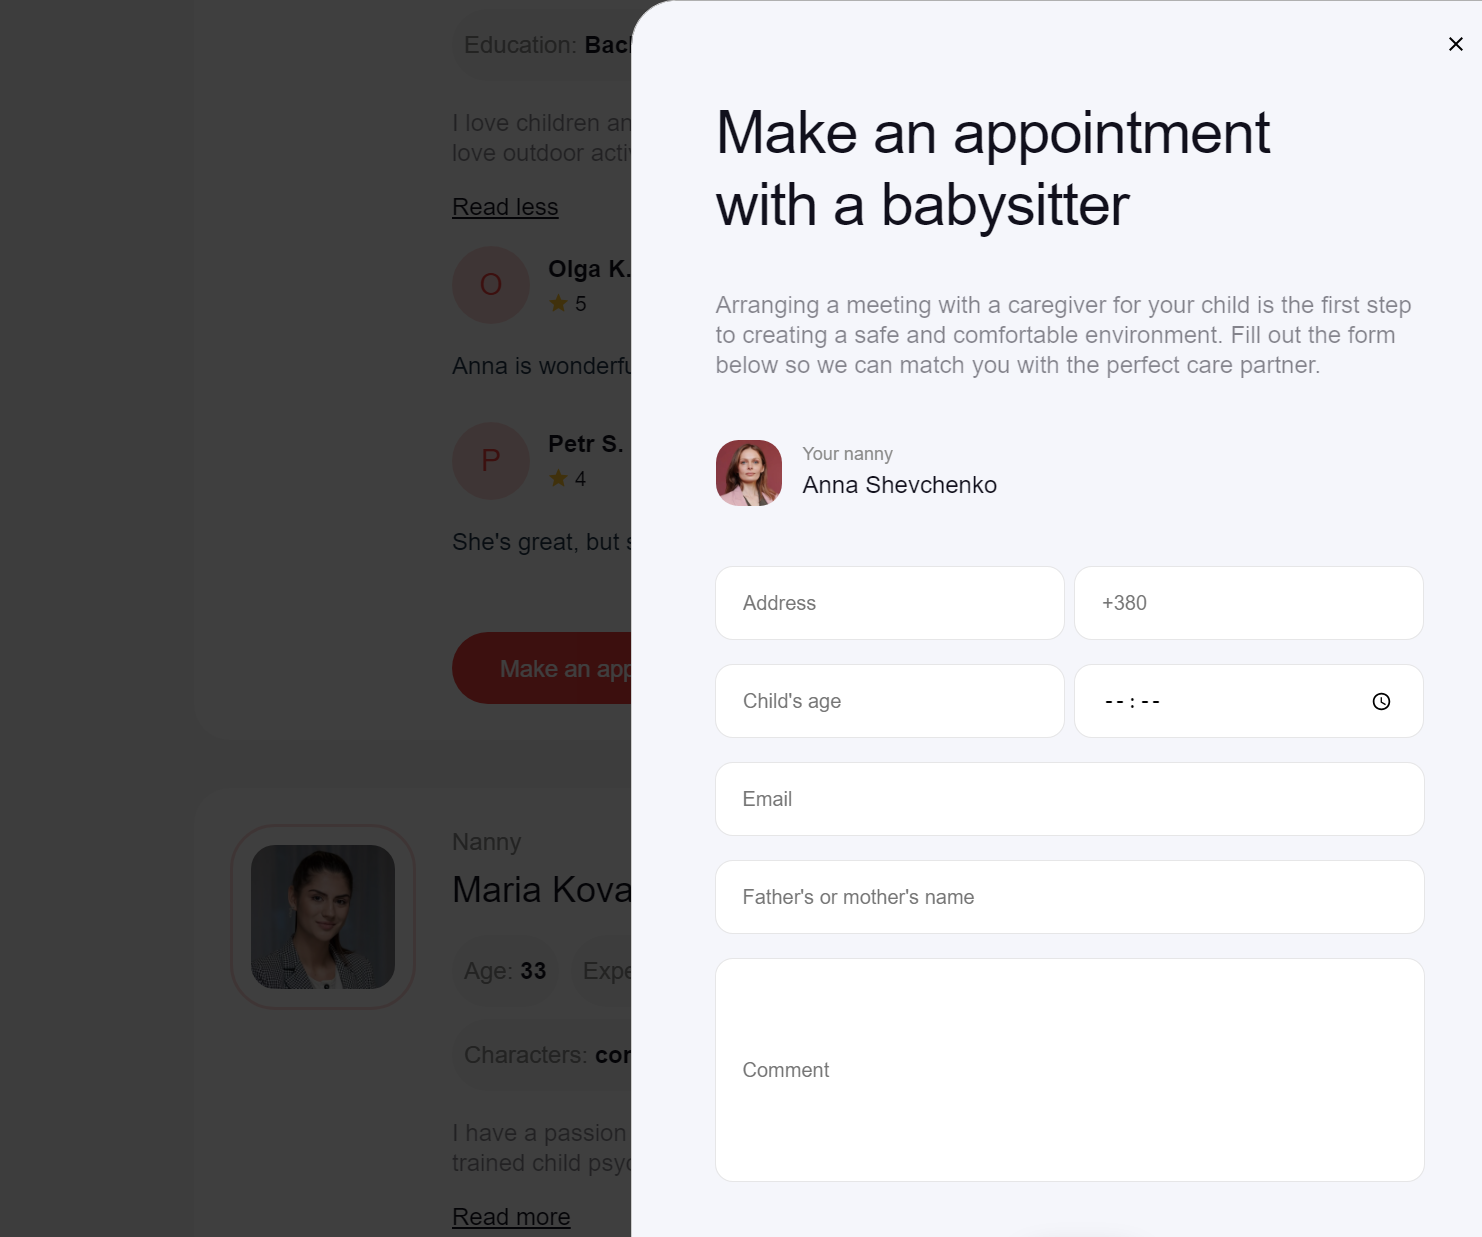 Education: Bac
I love children an
love outdoor acti
Read less
O
Olga K.
5
Anna is wonderfu
P
Petr S.
4
She's great, but s
Make an app
Nanny
Maria Kova
Age: 33
Expe
Characters: cor
I have a passion
trained child psyc
Read more
Make an appointment
with a babysitter
Arranging a meeting with a caregiver for your child is the first step
to creating a safe and comfortable environment. Fill out the form
below so we can match you with the perfect care partner.
Your nanny
Anna Shevchenko
Address
+380
Child's age
--:--
Email
Father's or mother's name
Comment